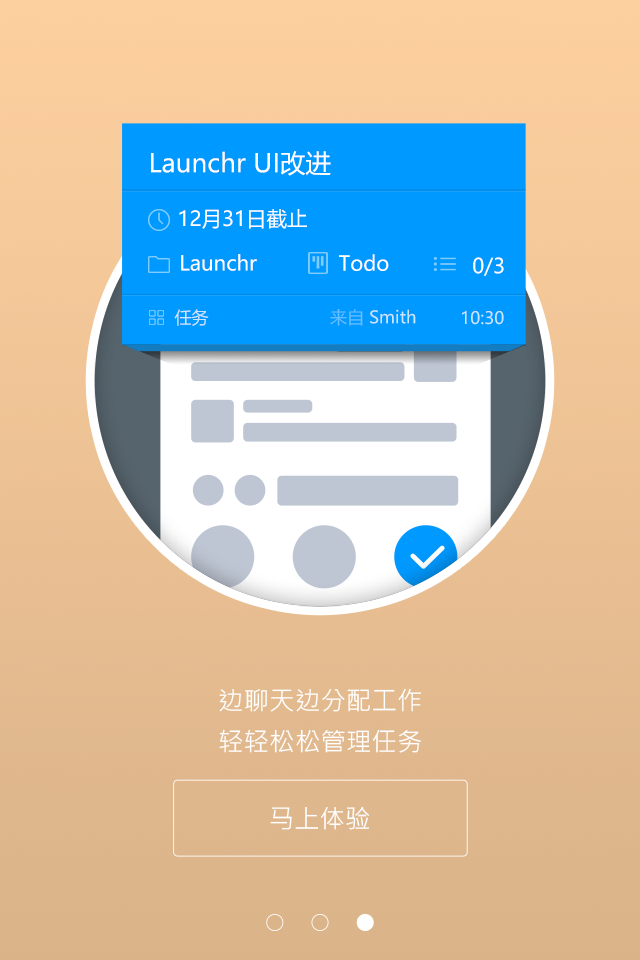 Launchr UI改进
12月31日截止
Launchr Todo 0/3
任务 来自 Smith 10:30
边聊天边分配工作
轻轻松松管理任务
马上体验